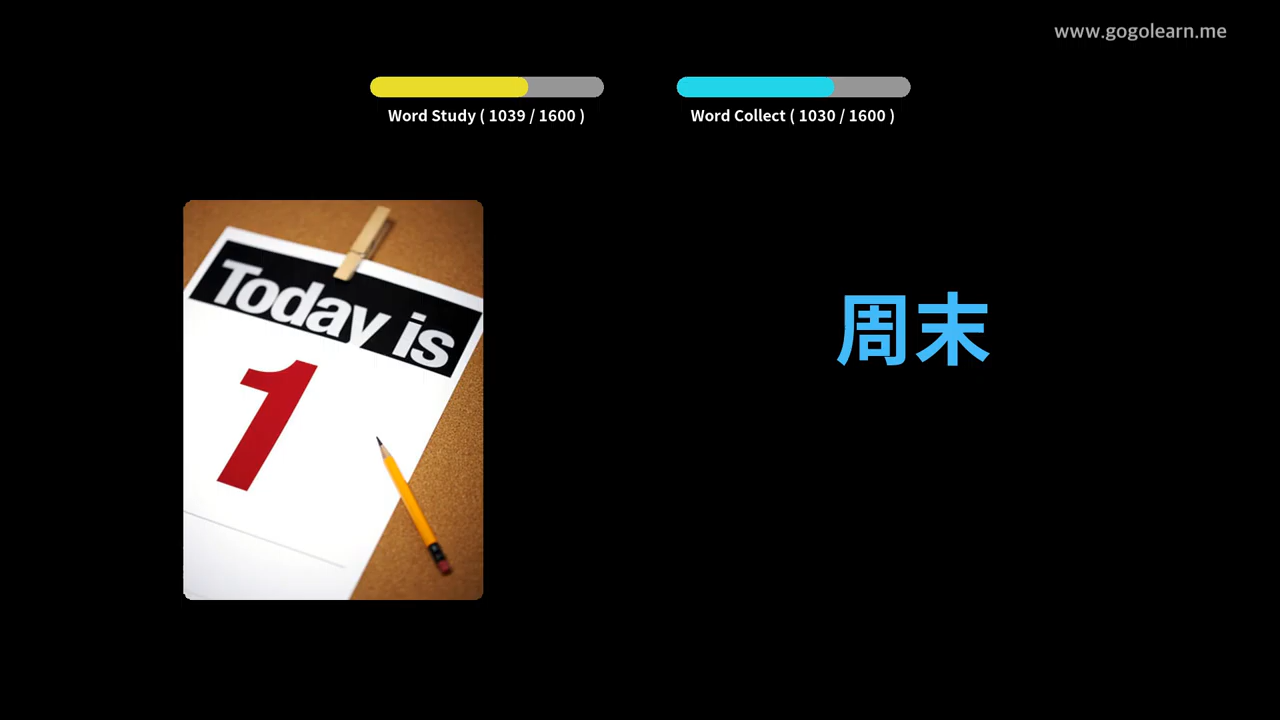 www.gogolearn.me
Word Study ( 1039 / 1600 )
Word Collect ( 1030 / 1600 )
Today is
1
周末